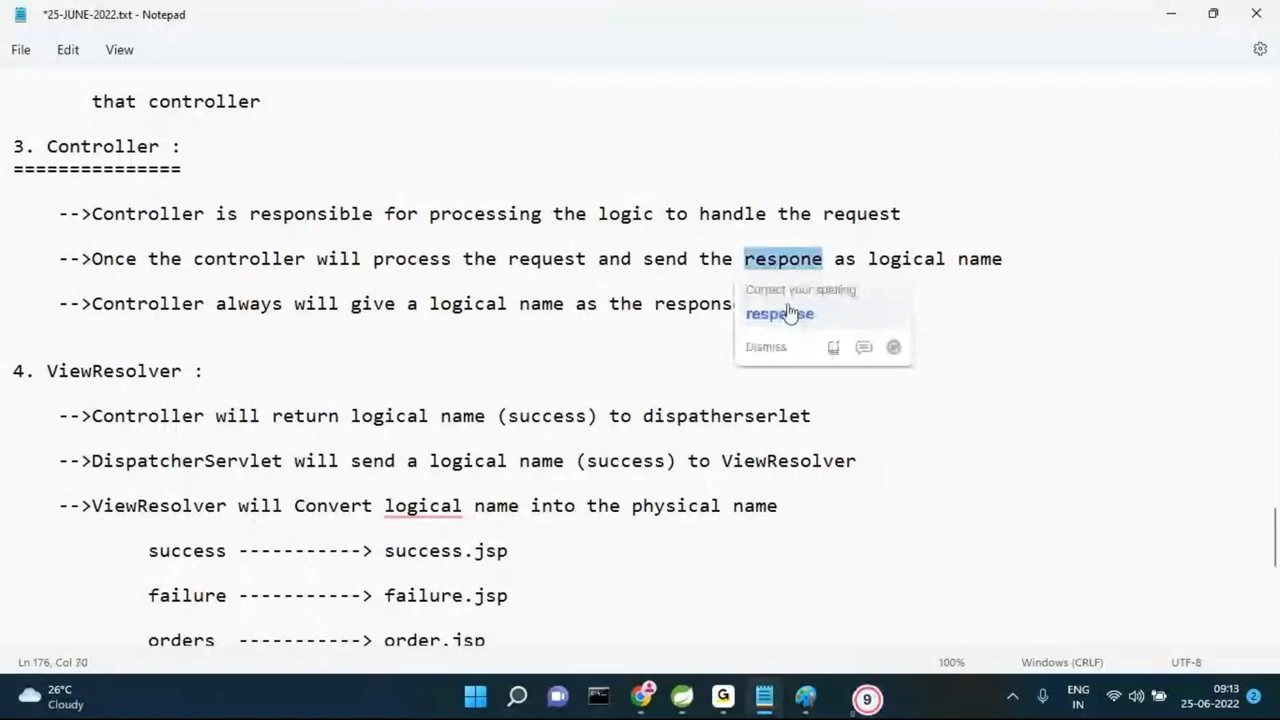 *25-JUNE-2022.txt - Notepad
File Edit View
that controller
3. Controller :
===============
-->Controller is responsible for processing the logic to handle the request
-->Once the controller will process the request and send the respone as logical name
Correct your spelling
-->Controller always will give a logical name as the respons
response
Dismiss
4. ViewResolver :
-->Controller will return logical name (success) to dispatherserlet
-->DispatcherServlet will send a logical name (success) to ViewResolver
-->ViewResolver will Convert logical name into the physical name
success -----------> success.jsp
failure -----------> failure.jsp
orders -----------> order.jsp
Ln 176, Col 70 100% Windows (CRLF) UTF-8
26°C
Cloudy
G
9
ENG
IN
09:13
25-06-2022
2